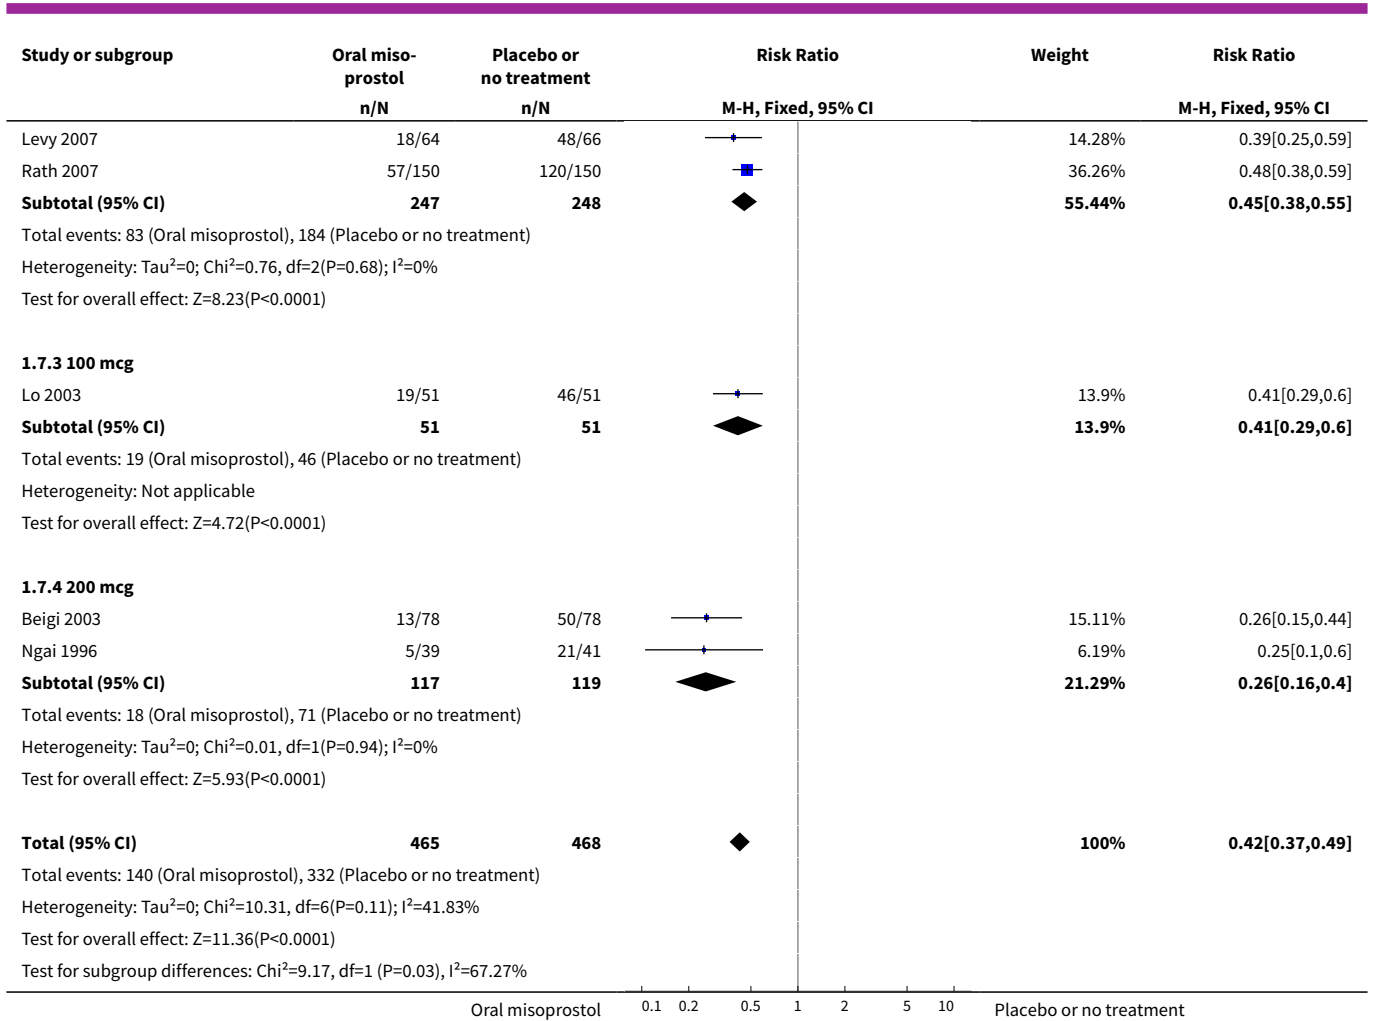 Study or subgroup Oral miso- Placebo or Risk Ratio Weight Risk Ratio
prostol no treatment
n/N n/N M-H, Fixed, 95% CI M-H, Fixed, 95% CI
Levy 2007 18/64 48/66 14.28% 0.39[0.25,0.59]
Rath 2007 57/150 120/150 36.26% 0.48[0.38,0.59]
Subtotal (95% CI) 247 248 55.44% 0.45[0.38,0.55]
Total events: 83 (Oral misoprostol), 184 (Placebo or no treatment)
Heterogeneity: Tau²=0; Chi²=0.76, df=2(P=0.68); I²=0%
Test for overall effect: Z=8.23(P<0.0001)
1.7.3 100 mcg
Lo 2003 19/51 46/51 13.9% 0.41[0.29,0.6]
Subtotal (95% CI) 51 51 13.9% 0.41[0.29,0.6]
Total events: 19 (Oral misoprostol), 46 (Placebo or no treatment)
Heterogeneity: Not applicable
Test for overall effect: Z=4.72(P<0.0001)
1.7.4 200 mcg
Beigi 2003 13/78 50/78 15.11% 0.26[0.15,0.44]
Ngai 1996 5/39 21/41 6.19% 0.25[0.1,0.6]
Subtotal (95% CI) 117 119 21.29% 0.26[0.16,0.4]
Total events: 18 (Oral misoprostol), 71 (Placebo or no treatment)
Heterogeneity: Tau²=0; Chi²=0.01, df=1(P=0.94); I²=0%
Test for overall effect: Z=5.93(P<0.0001)
Total (95% CI) 465 468 100% 0.42[0.37,0.49]
Total events: 140 (Oral misoprostol), 332 (Placebo or no treatment)
Heterogeneity: Tau²=0; Chi²=10.31, df=6(P=0.11); I²=41.83%
Test for overall effect: Z=11.36(P<0.0001)
Test for subgroup differences: Chi²=9.17, df=1 (P=0.03), I²=67.27%
Oral misoprostol 0.1 0.2 0.5 1 2 5 10 Placebo or no treatment